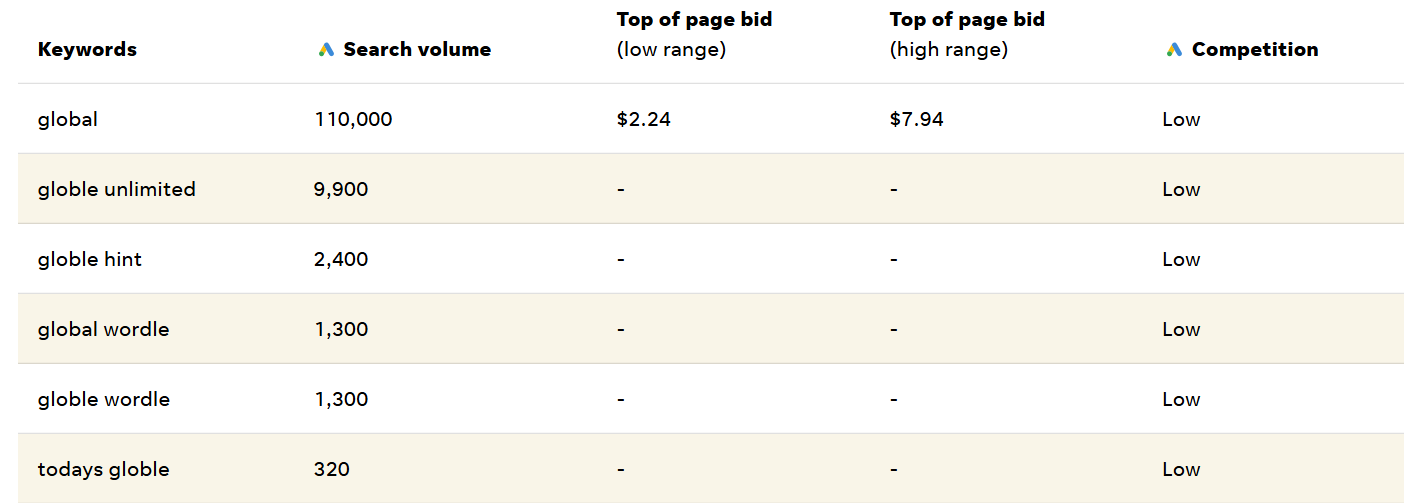 Keywords Search volume Top of page bid (low range) Top of page bid (high range) Competition
global 110,000 $2.24 $7.94 Low
globle unlimited 9,900 - - Low
globle hint 2,400 - - Low
global wordle 1,300 - - Low
globle wordle 1,300 - - Low
todays globle 320 - - Low